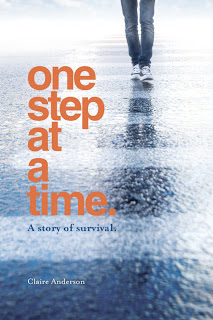 one
step
at
a
time.
A story of survival.
Claire Anderson